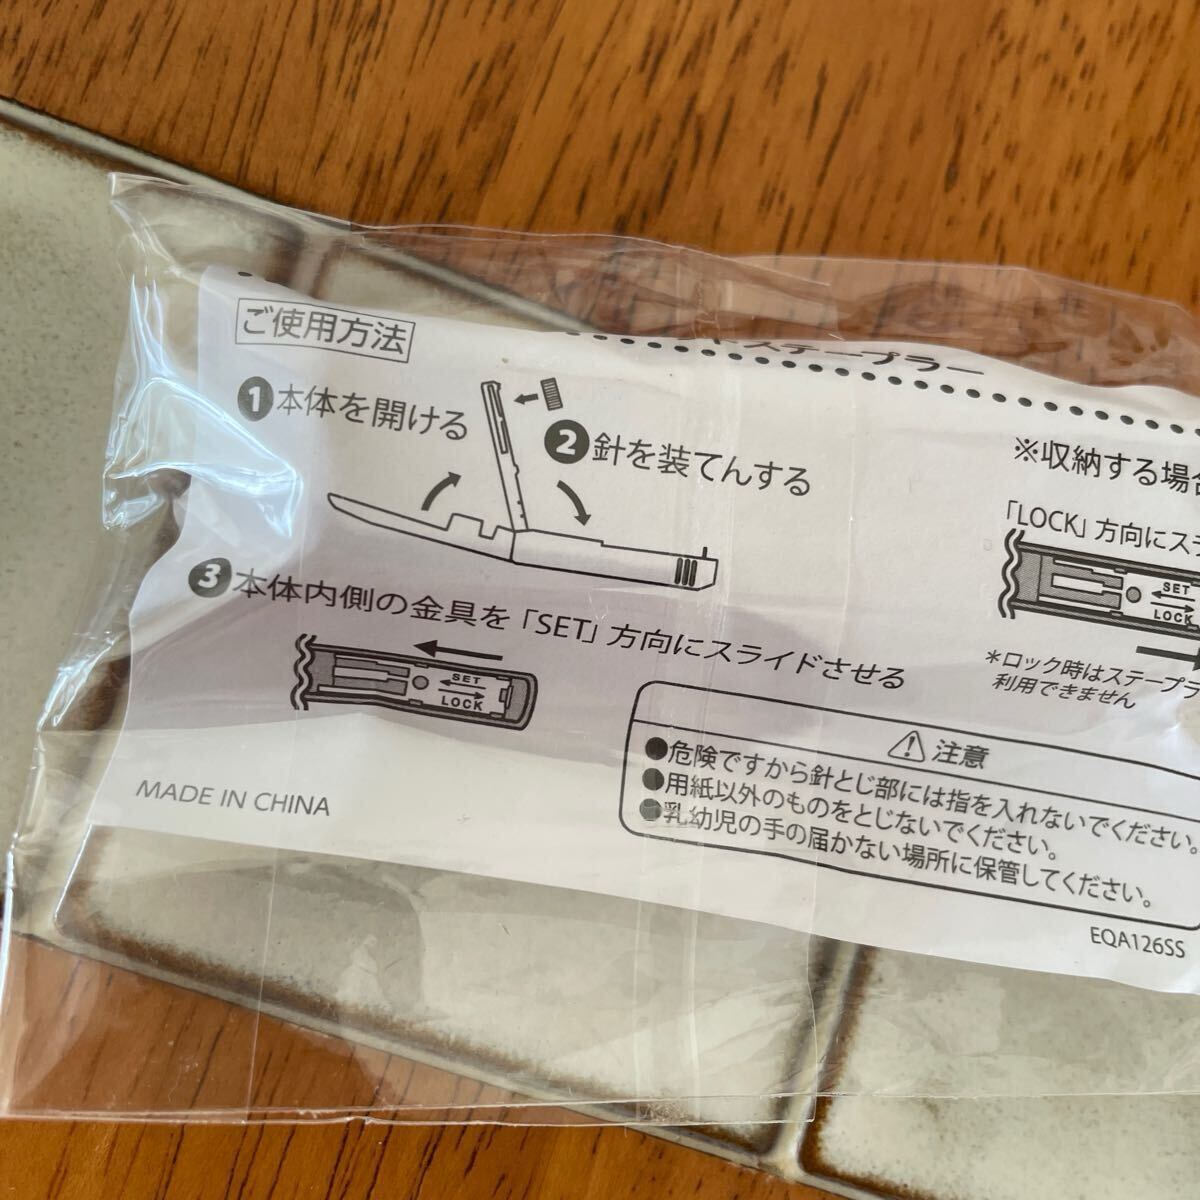 ステープラー
ご使用方法
❶本体を開ける
❷針を装てんする
❸本体内側の金具を「SET」方向にスライドさせる
SET
LOCK
MADE IN CHINA
※収納する場合
「LOCK」方向にス
SET
LOCK
*ロック時はステープラ
利用できません
⚠注意
●危険ですから針とじ部には指を入れないでください。
●用紙以外のものをとじないでください。
●乳幼児の手の届かない場所に保管してください。
EQA126SS